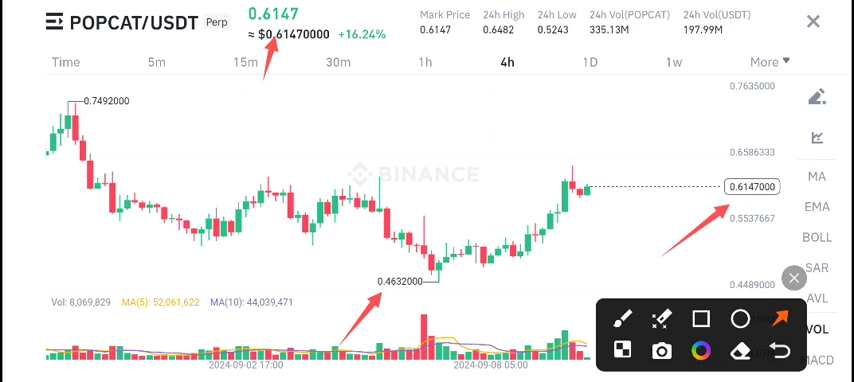 POPCAT/USDT Perp
0.6147
≈ $0.61470000 +16.24%
Mark Price 24h High 24h Low 24h Vol(POPCAT) 24h Vol(USDT)
0.6147 0.6482 0.5243 335.13M 197.99M
Time 5m 15m 30m 1h 4h 1D 1w More
0.7635000
0.7492000
0.6586333
BINANCE
MA
0.6147000
EMA
0.5537667
BOLL
SAR
0.4632000
0.4489000
AVL
Vol: 8,069,829 MA(5): 52,061,622 MA(10): 44,039,471
VOL
MACD
2024-09-02 17:00 2024-09-08 05:00